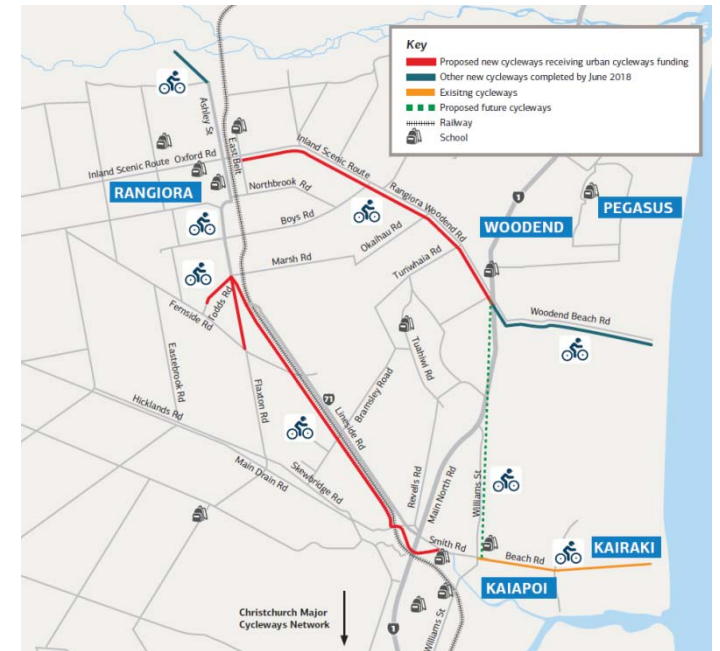 Key
Proposed new cycleways receiving urban cycleways funding
Other new cycleways completed by June 2018
Exisitng cycleways
Proposed future cycleways
Railway
School
Ashley St
East Belt
Inland Scenic Route
Oxford Rd
Inland Scenic Route
RANGIORA
Northbrook Rd
Rangiora Woodend Rd
1
PEGASUS
WOODEND
Boys Rd
Okaihau Rd
Marsh Rd
Turiwhaia Rd
Woodend Beach Rd
Todds Rd
Fernside Rd
Tuahiwi Rd
Eastebrook Rd
Flaxton Rd
71
Lineside Rd
Bramsley Road
Hicklands Rd
Skewbridge Rd
Main Drain Rd
Revells Rd
Main North Rd
Williams St
Smith Rd
Beach Rd
KAIRAKI
KAIAPOI
Christchurch Major
Cycleways Network
1
Williams St